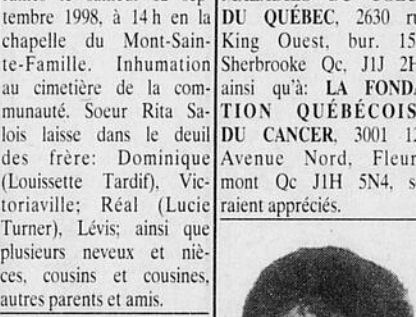 tembre 1998, à 14 h en la
chapelle du Mont-Sain-
te-Famille. Inhumation
au cimetière de la com-
munauté. Soeur Rita Sa-
lois laisse dans le deuil
des frère: Dominique
(Louissette Tardif), Vic-
toriaville; Réal (Lucie
Turner), Lévis; ainsi que
plusieurs neveux et niè-
ces, cousins et cousines,
autres parents et amis.
DU QUÉBEC, 2630
King Ouest, bur. 15
Sherbrooke Qc, J1J 2
ainsi qu'à: LA FONDA
TION QUÉBÉCOIS
DU CANCER, 3001 12
Avenue Nord, Fleur
mont Qc J1H 5N4, s
raient appréciés.